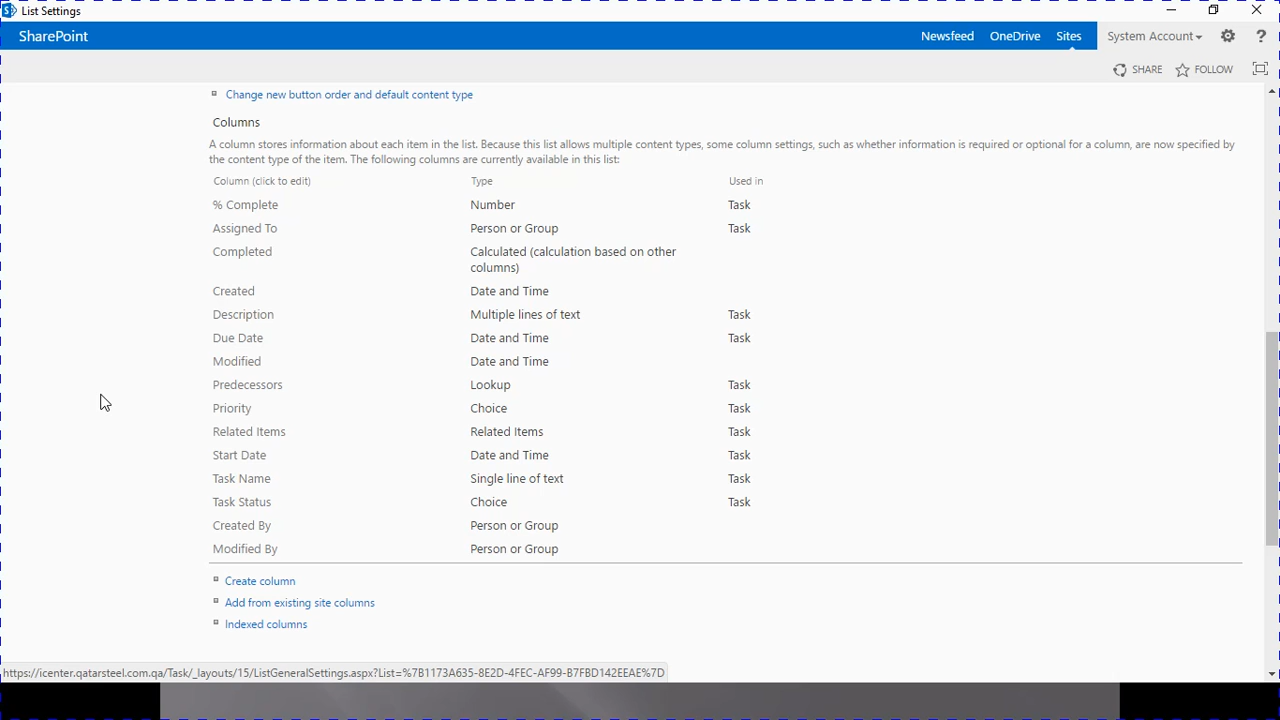 List Settings
SharePoint Newsfeed OneDrive Sites System Account ?
SHARE FOLLOW
Change new button order and default content type
Columns
A column stores information about each item in the list. Because this list allows multiple content types, some column settings, such as whether information is required or optional for a column, are now specified by
the content type of the item. The following columns are currently available in this list:
Column (click to edit) Type Used in
% Complete Number Task
Assigned To Person or Group Task
Completed Calculated (calculation based on other
columns)
Created Date and Time
Description Multiple lines of text Task
Due Date Date and Time Task
Modified Date and Time
Predecessors Lookup Task
Priority Choice Task
Related Items Related Items Task
Start Date Date and Time Task
Task Name Single line of text Task
Task Status Choice Task
Created By Person or Group
Modified By Person or Group
Create column
Add from existing site columns
Indexed columns
https://icenter.qatarsteel.com.qa/Task/_layouts/15/ListGeneralSettings.aspx?List=%7B1173A635-8E2D-4FEC-AF99-B7FBD142EEAE%7D